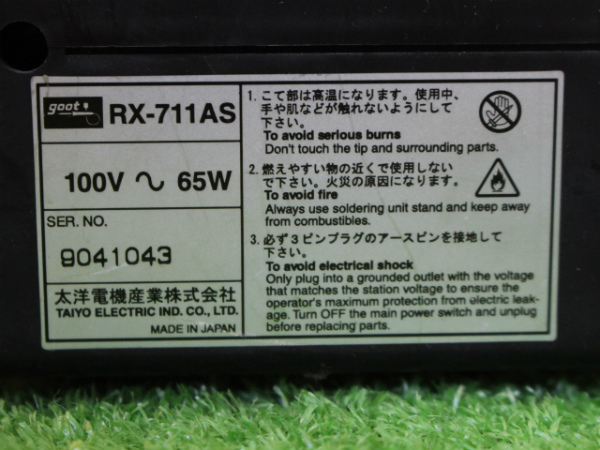 goot RX-711AS
100V ～ 65W
SER. NO.
9041043
太洋電機産業株式会社
TAIYO ELECTRIC IND. CO., LTD.
MADE IN JAPAN
1. こて部は高温になります。使用中、
手や肌などが触れないようにして
下さい。
To avoid serious burns
Don't touch the tip and surrounding parts.
2. 燃えやすい物の近くで使用しない
で下さい。火災の原因になります。
To avoid fire
Always use soldering unit stand and keep away
from combustibles.
3. 必ず3ピンプラグのアースピンを接地して
下さい。
To avoid electrical shock
Only plug into a grounded outlet with the voltage
that matches the station voltage to ensure the
operator's maximum protection from electric leak-
age. Turn OFF the main power switch and unplug
before replacing parts.